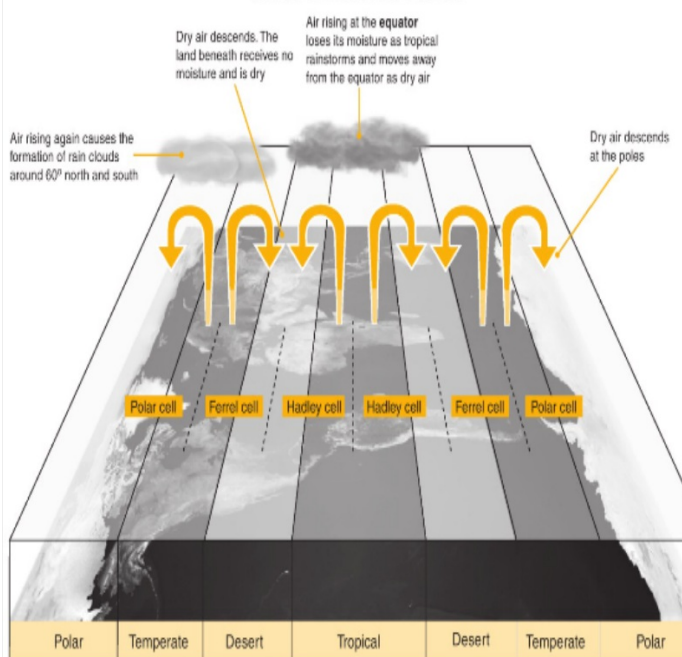 Air rising at the equator
loses its moisture as tropical
rainstorms and moves away
from the equator as dry air
Dry air descends. The
land beneath receives no
moisture and is dry
Air rising again causes the
formation of rain clouds
around 60º north and south
Dry air descends
at the poles
Polar cell
Ferrel cell
Hadley cell
Hadley cell
Ferrel cell
Polar cell
Polar
Temperate
Desert
Tropical
Desert
Temperate
Polar